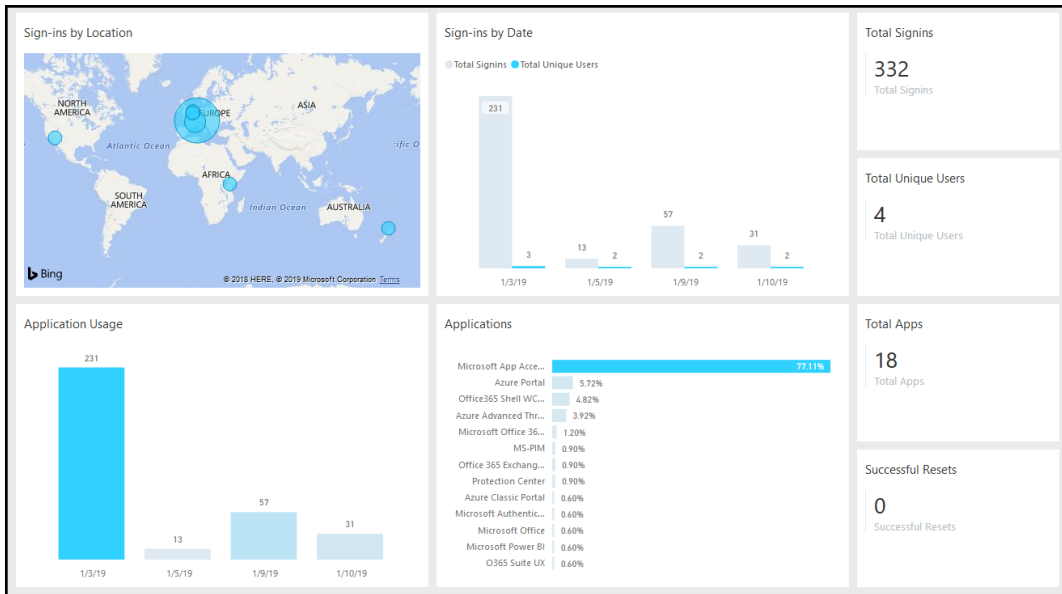 Sign-ins by Location
NORTH
AMERICA
EUROPE
ASIA
Atlantic Ocean
ific O
AFRICA
SOUTH
AMERICA
Indian Ocean
AUSTRALIA
Bing
© 2018 HERE, © 2019 Microsoft Corporation Terms
Sign-ins by Date
Total Signins Total Unique Users
231
3
13
2
57
2
31
2
1/3/19 1/5/19 1/9/19 1/10/19
Total Signins
332
Total Signins
Total Unique Users
4
Total Unique Users
Application Usage
231
13
57
31
1/3/19 1/5/19 1/9/19 1/10/19
Applications
Microsoft App Acce... 77.11%
Azure Portal 5.72%
Office365 Shell WC... 4.82%
Azure Advanced Thr... 3.92%
Microsoft Office 36... 1.20%
MS-PIM 0.90%
Office 365 Exchang... 0.90%
Protection Center 0.90%
Azure Classic Portal 0.60%
Microsoft Authentic... 0.60%
Microsoft Office 0.60%
Microsoft Power BI 0.60%
O365 Suite UX 0.60%
Total Apps
18
Total Apps
Successful Resets
0
Successful Resets